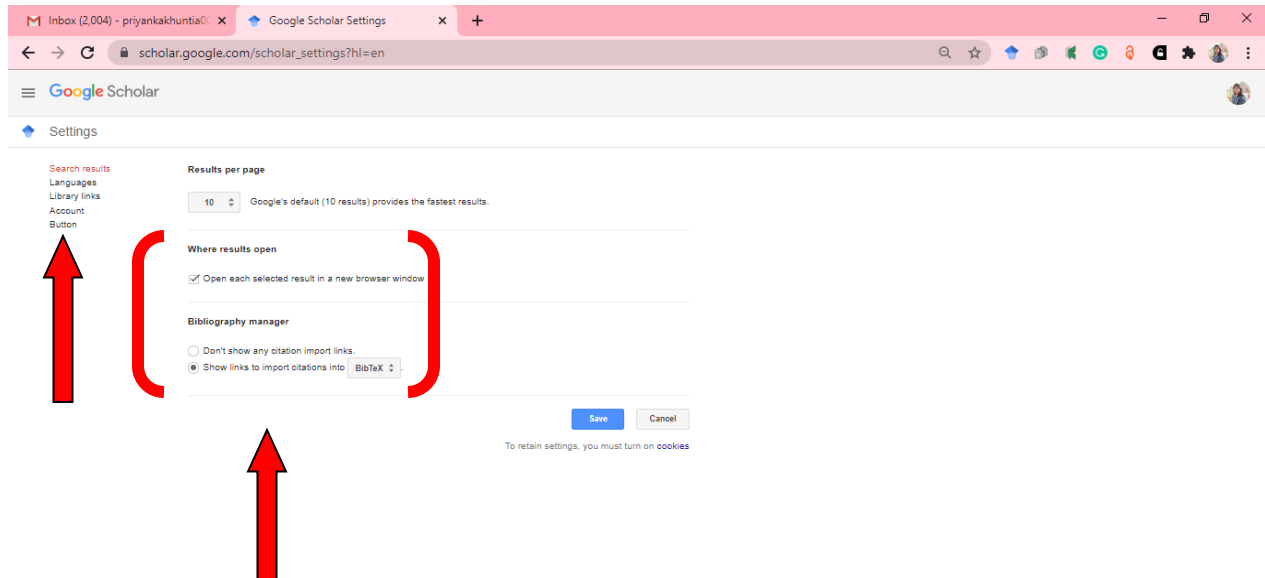 Inbox (2,004) - priyankakhuntia0
Google Scholar Settings
scholar.google.com/scholar_settings?hl=en
Google Scholar
Settings
Search results
Languages
Library links
Account
Button
Results per page
10 Google's default (10 results) provides the fastest results.
Where results open
Open each selected result in a new browser window
Bibliography manager
Don't show any citation import links.
Show links to import citations into BibTeX .
Save Cancel
To retain settings, you must turn on cookies